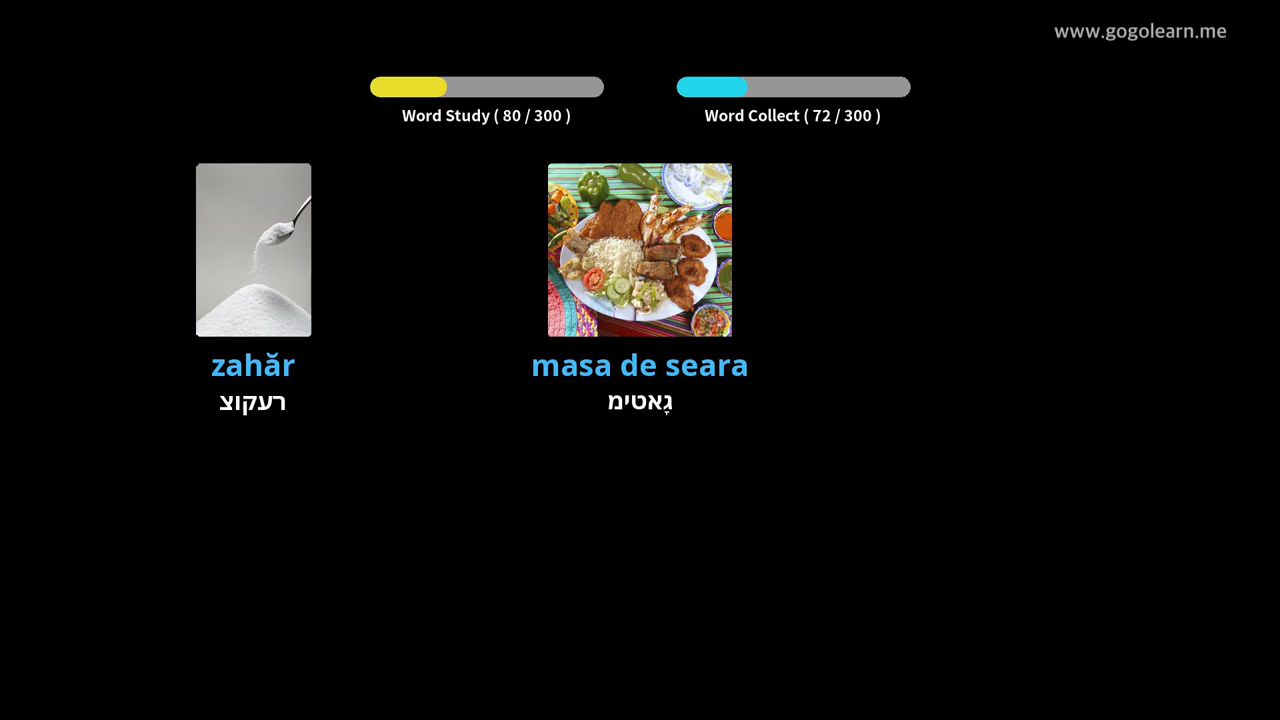 www.gogolearn.me
Word Study ( 80 / 300 )
Word Collect ( 72 / 300 )
zahăr
רעקוצ
masa de seara
גָאטימ